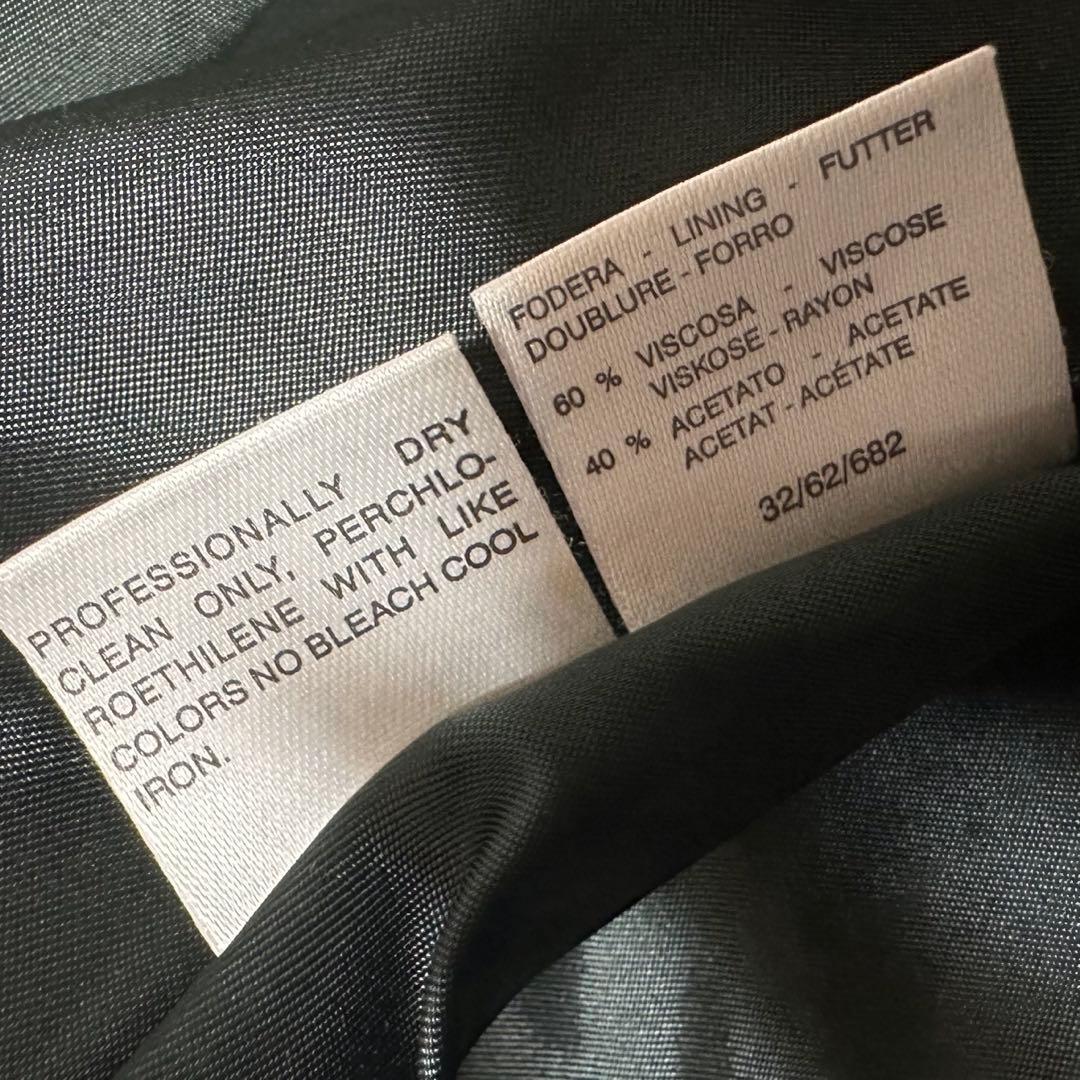 PROFESSIONALLY DRY
CLEAN ONLY, PERCHLO-
ROETHILENE WITH LIKE
COLORS NO BLEACH COOL
IRON.
FODERA - LINING - FUTTER
DOUBLURE - FORRO
60 % VISCOSA - VISCOSE
VISKOSE - RAYON
40 % ACETATO - ACETATE
ACETAT - ACÉTATE
32/62/682